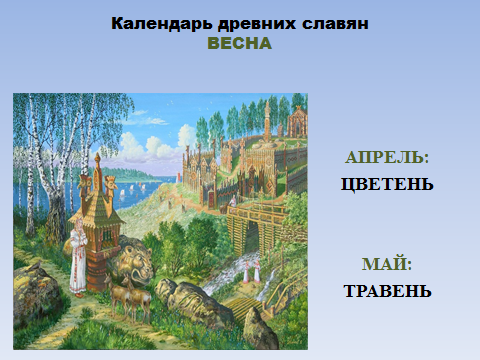 Календарь древних славян
ВЕСНА
АПРЕЛЬ:
ЦВЕТЕНЬ
МАЙ:
ТРАВЕНЬ